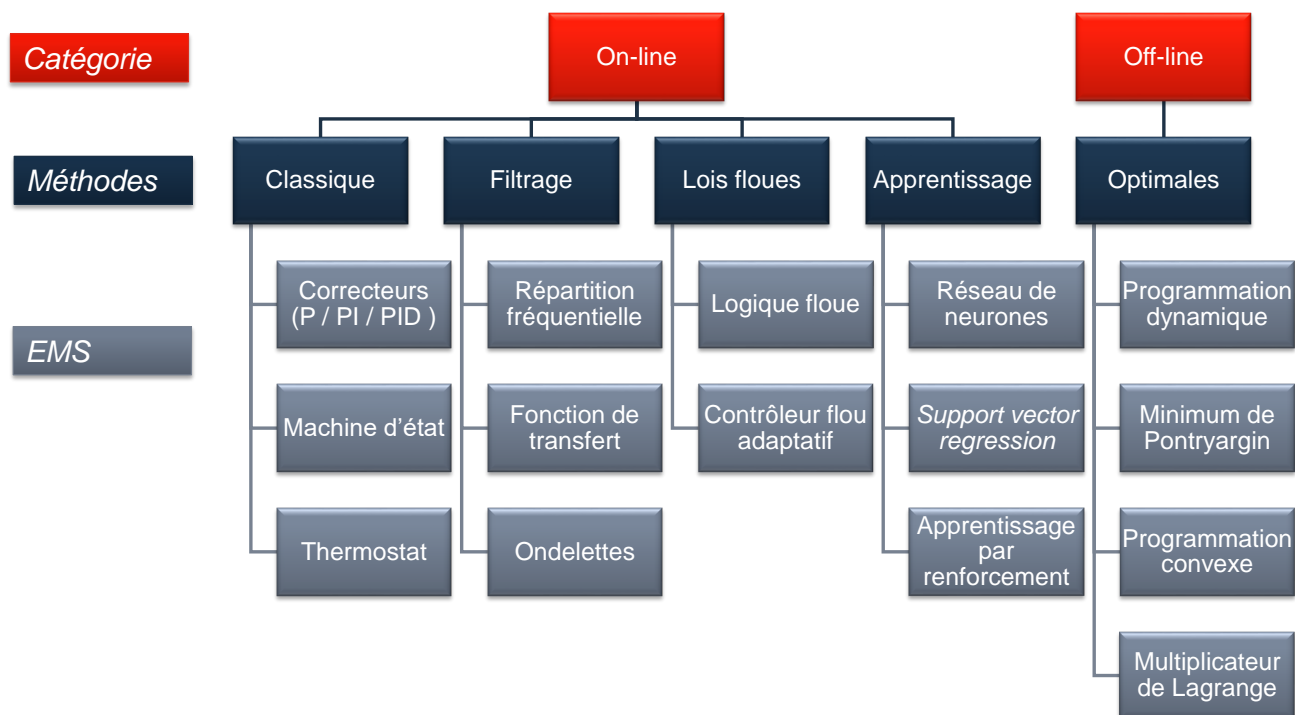 Catégorie
On-line
Off-line
Méthodes
Classique
Filtrage
Lois floues
Apprentissage
Optimales
EMS
Correcteurs
(P / PI / PID )
Répartition
fréquentielle
Logique floue
Réseau de
neurones
Programmation
dynamique
Machine d’état
Fonction de
transfert
Contrôleur flou
adaptatif
Support vector
regression
Minimum de
Pontryargin
Thermostat
Ondelettes
Apprentissage
par
renforcement
Programmation
convexe
Multiplicateur
de Lagrange